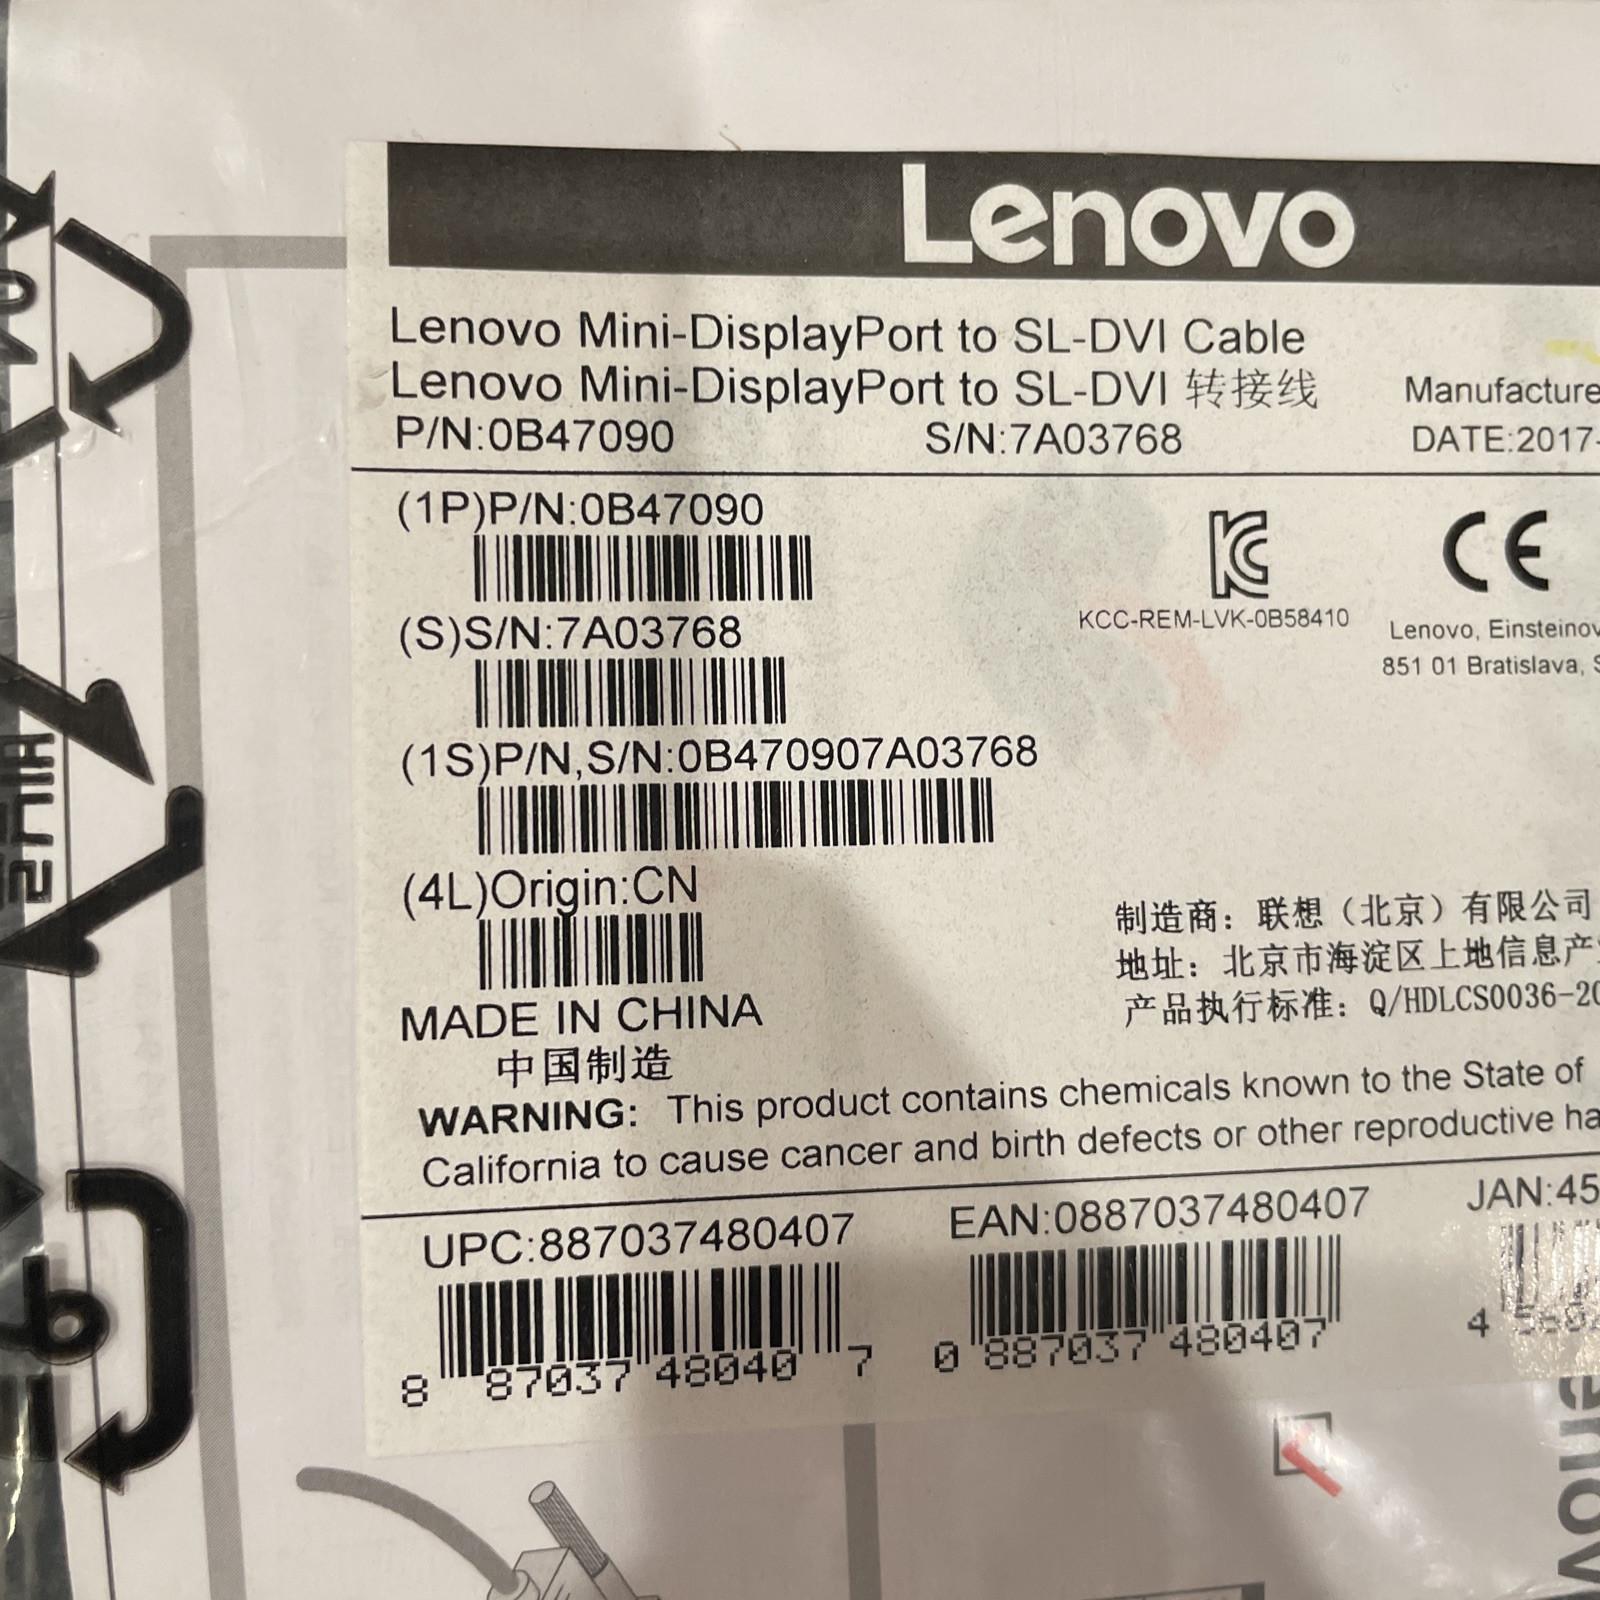 Lenovo
Lenovo Mini-DisplayPort to SL-DVI Cable
Lenovo Mini-DisplayPort to SL-DVI 转接线
Manufacture
P/N:0B47090
S/N:7A03768
DATE:2017-
(1P)P/N:0B47090
KCC-REM-LVK-0B58410
CE
Lenovo, Einsteinov
851 01 Bratislava, S
(S)S/N:7A03768
(1S)P/N,S/N:0B470907A03768
(4L)Origin:CN
制造商：联想（北京）有限公司
地址：北京市海淀区上地信息产
产品执行标准：Q/HDLCS0036-20
MADE IN CHINA
中国制造
WARNING: This product contains chemicals known to the State of
California to cause cancer and birth defects or other reproductive ha
UPC:887037480407
EAN:0887037480407
JAN:45
8 87037 48040 7
0 887037 480407
enov